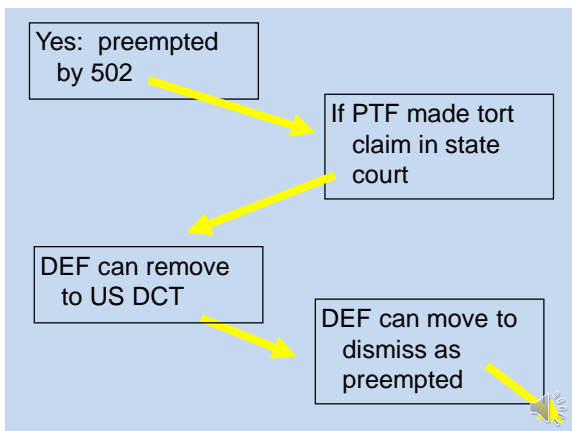 Yes:  preempted
by 502
If PTF made tort
claim in state
court
DEF can remove
to US DCT
DEF can move to
dismiss as
preempted